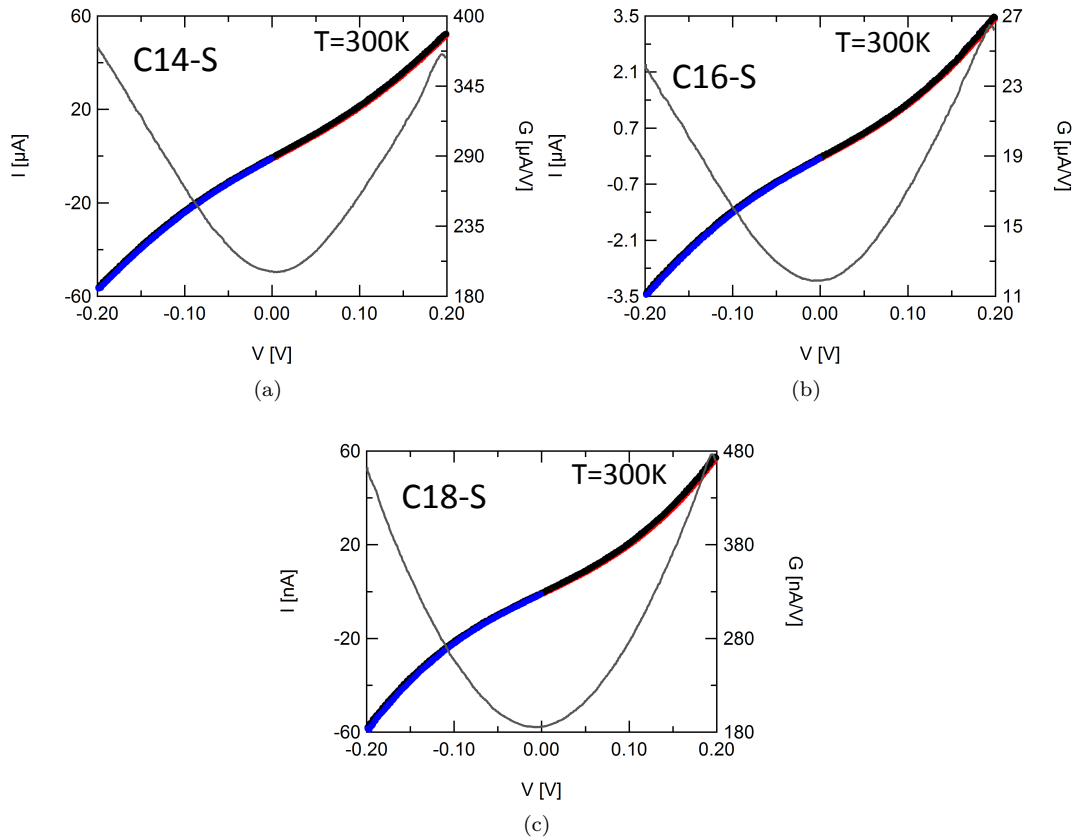 60
20
-20
-60
I [µA]
C14-S
T=300K
400
345
290
235
180
G [µA/V]
-0.20 -0.10 0.00 0.10 0.20
V [V]
(a)
3.5
2.1
0.7
-0.7
-2.1
-3.5
I [µA]
C16-S
T=300K
27
23
19
15
11
G [µA/V]
-0.20 -0.10 0.00 0.10 0.20
V [V]
(b)
60
20
-20
-60
I [nA]
C18-S
T=300K
480
380
280
180
G [nA/V]
-0.20 -0.10 0.00 0.10 0.20
V [V]
(c)